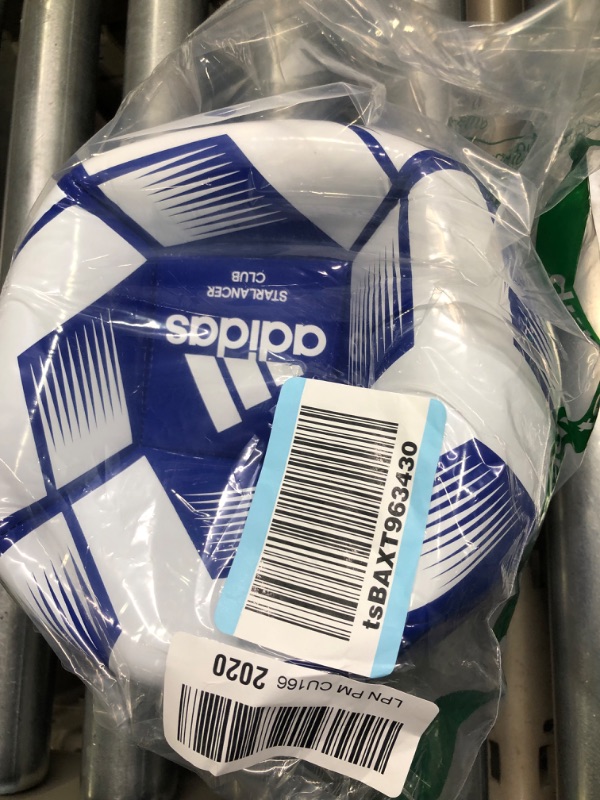 adidas
STARLANCER
CLUB
tsBAXT963430
LPN PM CU166 2020